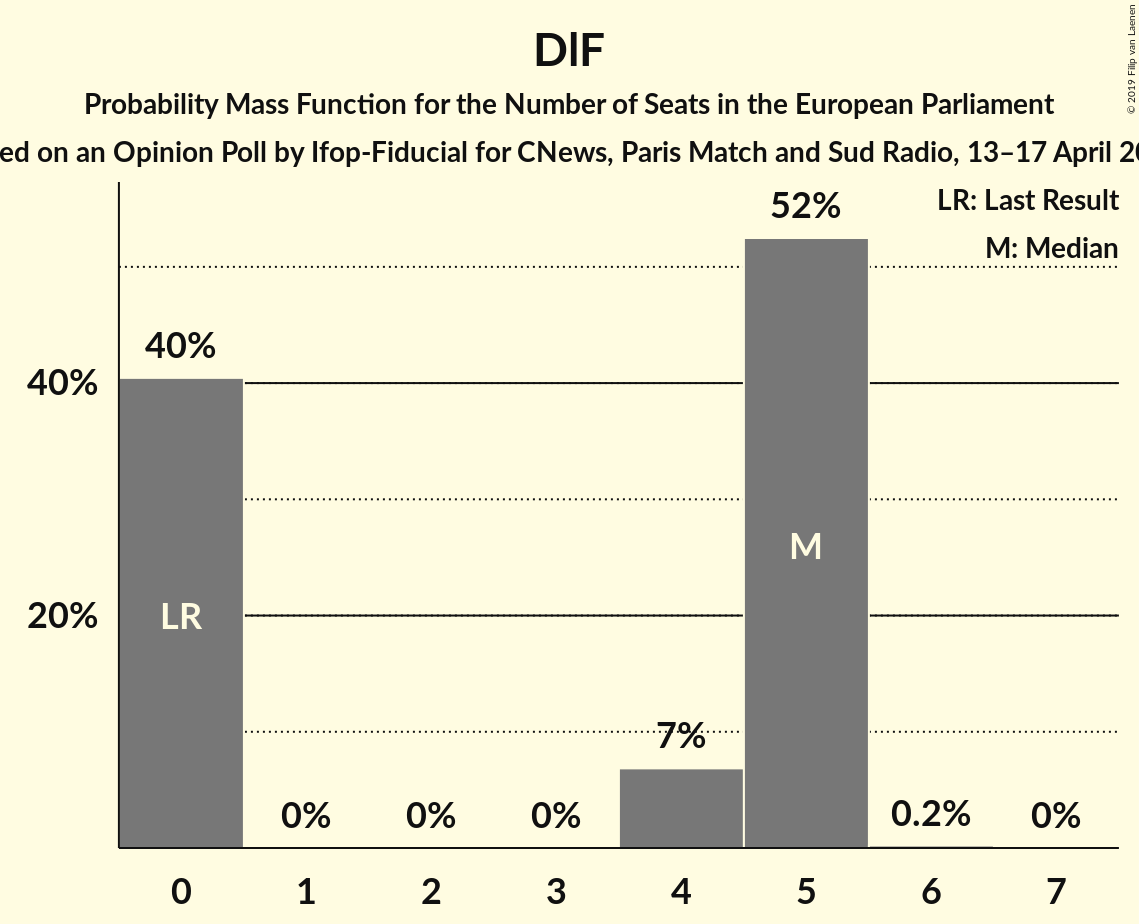 DlF
Probability Mass Function for the Number of Seats in the European Parliament
ed on an Opinion Poll by Ifop-Fiducial for CNews, Paris Match and Sud Radio, 13–17 April 20
© 2019 Filip van Laenen
LR: Last Result
M: Median
52%
40%
40%
M
20%
LR
7%
0% 0% 0% 0.2% 0%
0 1 2 3 4 5 6 7